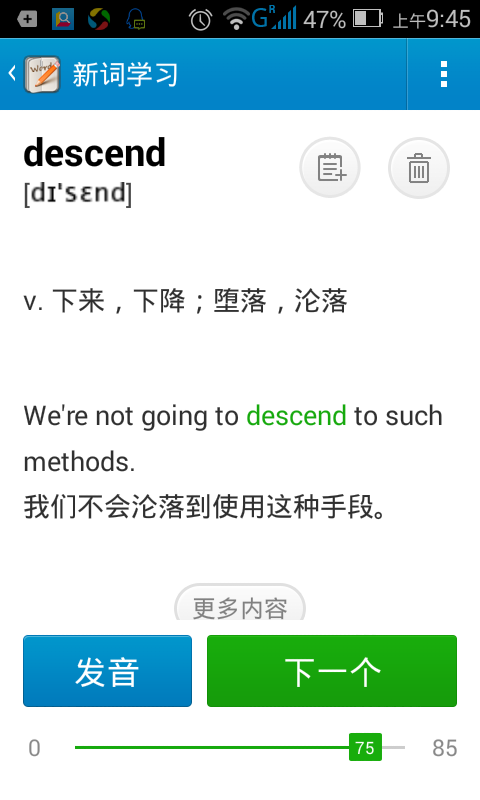 47% 上午9:45
新词学习
descend
[dɪ'sɛnd]
v. 下来，下降；堕落，沦落
We're not going to descend to such
methods.
我们不会沦落到使用这种手段。
更多内容
发音 下一个
0 75 85